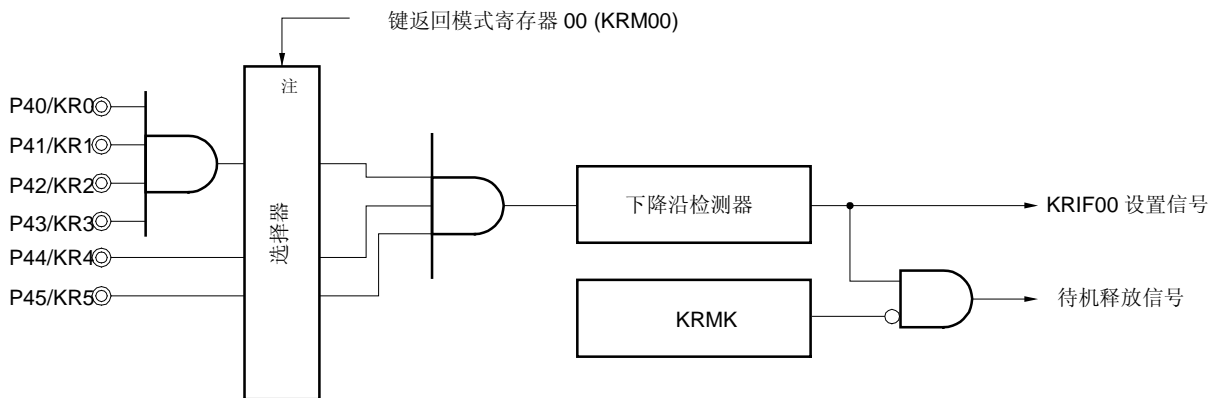 键返回模式寄存器 00 (KRM00)
注
P40/KR0
P41/KR1
P42/KR2
P43/KR3
P44/KR4
P45/KR5
选择器
下降沿检测器
KRIF00 设置信号
KRMK
待机释放信号